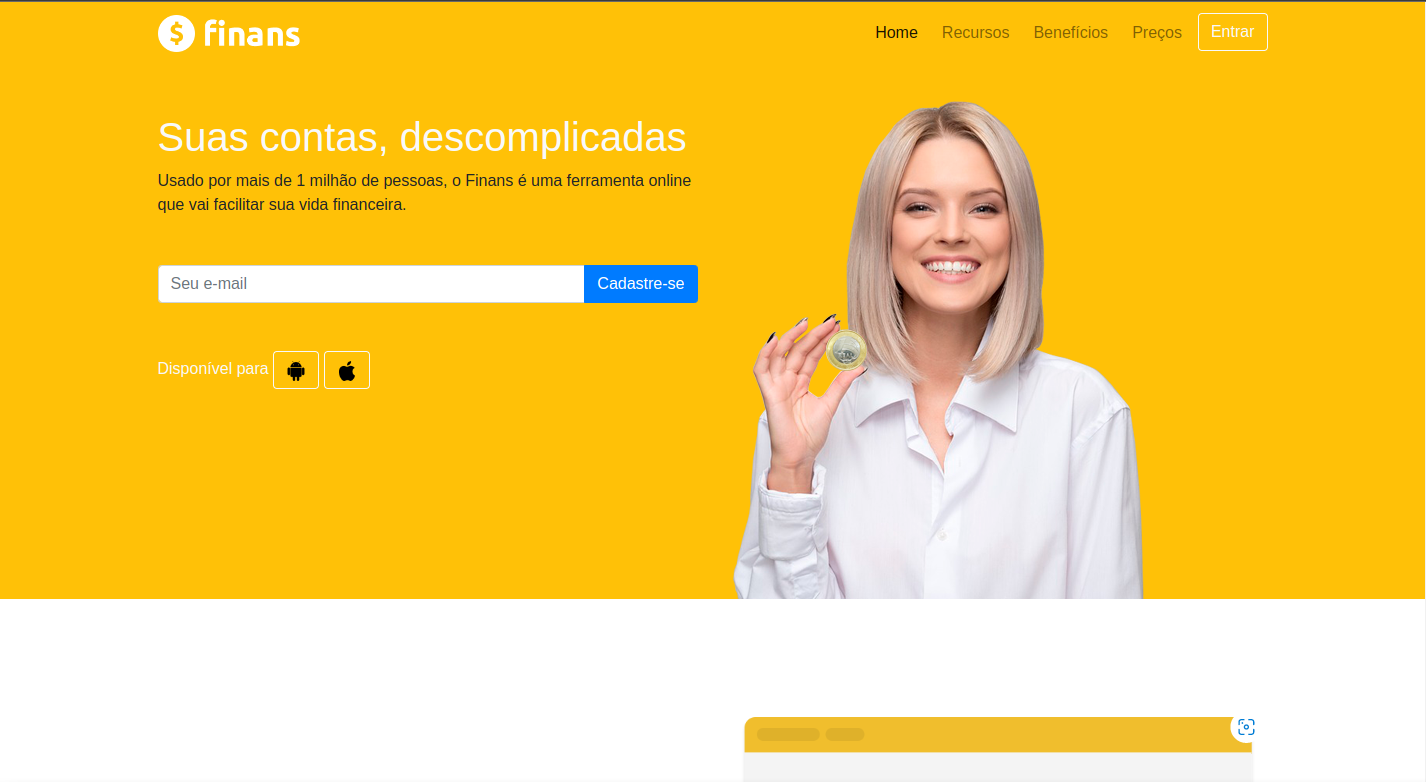 $ finans
Home Recursos Benefícios Preços Entrar
Suas contas, descomplicadas
Usado por mais de 1 milhão de pessoas, o Finans é uma ferramenta online
que vai facilitar sua vida financeira.
Seu e-mail Cadastre-se
Disponível para